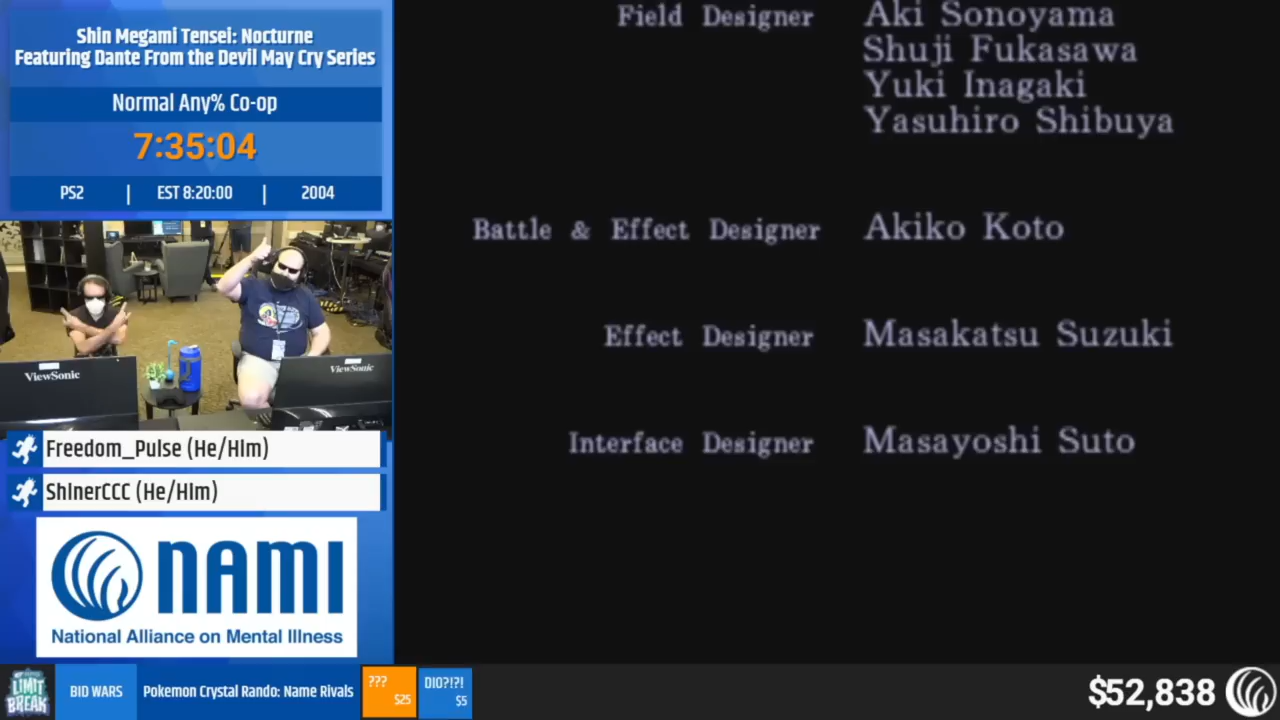 Shin Megami Tensei: Nocturne
Featuring Dante From the Devil May Cry Series
Normal Any% Co-op
7:35:04
PS2 | EST 8:20:00 | 2004
ViewSonic
ViewSonic
Freedom_Pulse (He/Him)
ShinerCCC (He/Him)
NAMI
National Alliance on Mental Illness
Field Designer Aki Sonoyama
Shuji Fukasawa
Yuki Inagaki
Yasuhiro Shibuya
Battle & Effect Designer Akiko Koto
Effect Designer Masakatsu Suzuki
Interface Designer Masayoshi Suto
LIMIT
BREAK
BID WARS
Pokemon Crystal Rando: Name Rivals
???
$25
DIO?!?!
$5
$52,838